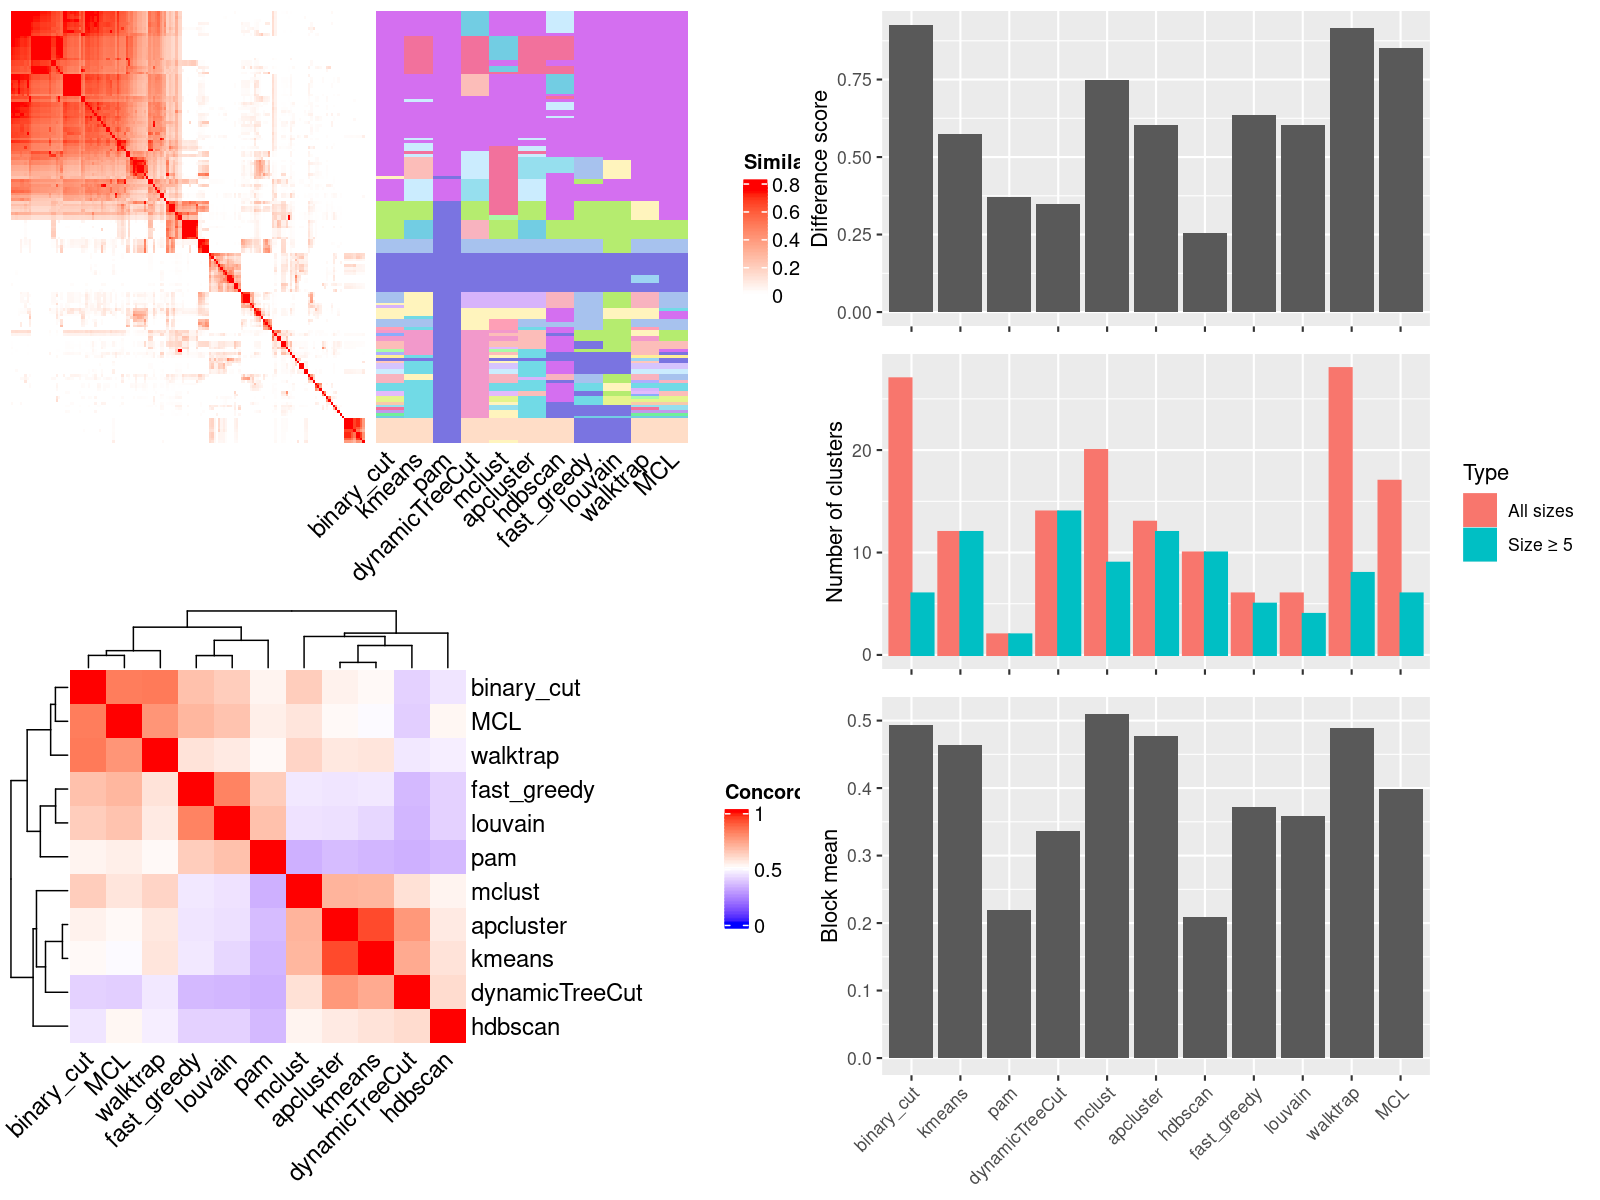 Simila
0.8
0.6
0.4
0.2
0
binary_cut
kmeans
pam
dynamicTreeCut
mclust
apcluster
hdbscan
fast_greedy
louvain
walktrap
MCL
binary_cut
MCL
walktrap
fast_greedy
louvain
pam
mclust
apcluster
kmeans
dynamicTreeCut
hdbscan
binary_cut
MCL
walktrap
fast_greedy
louvain
pam
mclust
apcluster
kmeans
dynamicTreeCut
hdbscan
Concord
1
0.5
0
Difference score
0.75
0.50
0.25
0.00
Number of clusters
20
10
0
Type
All sizes
Size ≥ 5
Block mean
0.5
0.4
0.3
0.2
0.1
0.0
binary_cut
kmeans
pam
dynamicTreeCut
mclust
apcluster
hdbscan
fast_greedy
louvain
walktrap
MCL